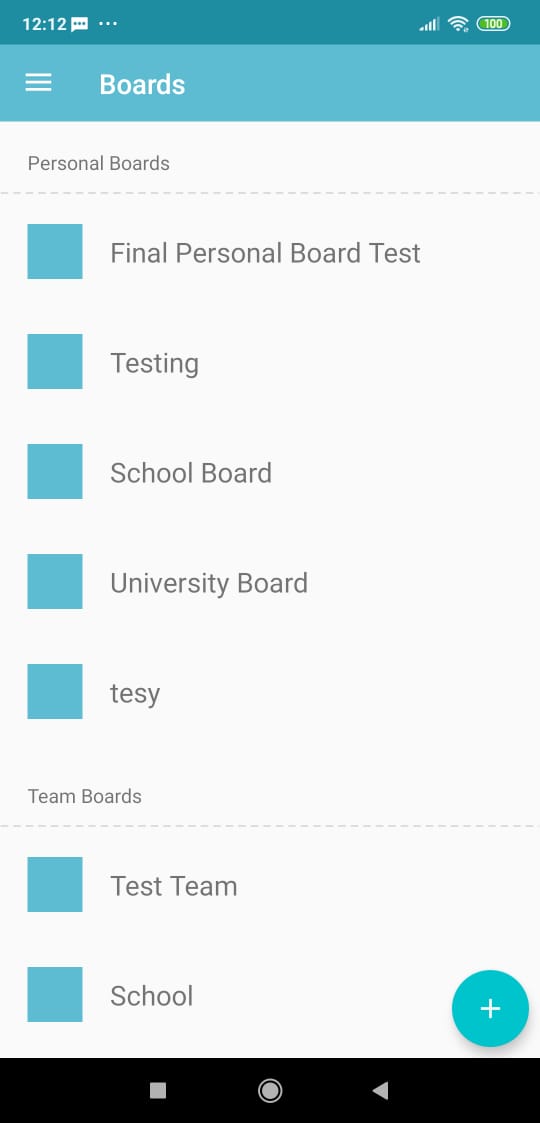 12:12
100
Boards
Personal Boards
Final Personal Board Test
Testing
School Board
University Board
tesy
Team Boards
Test Team
School